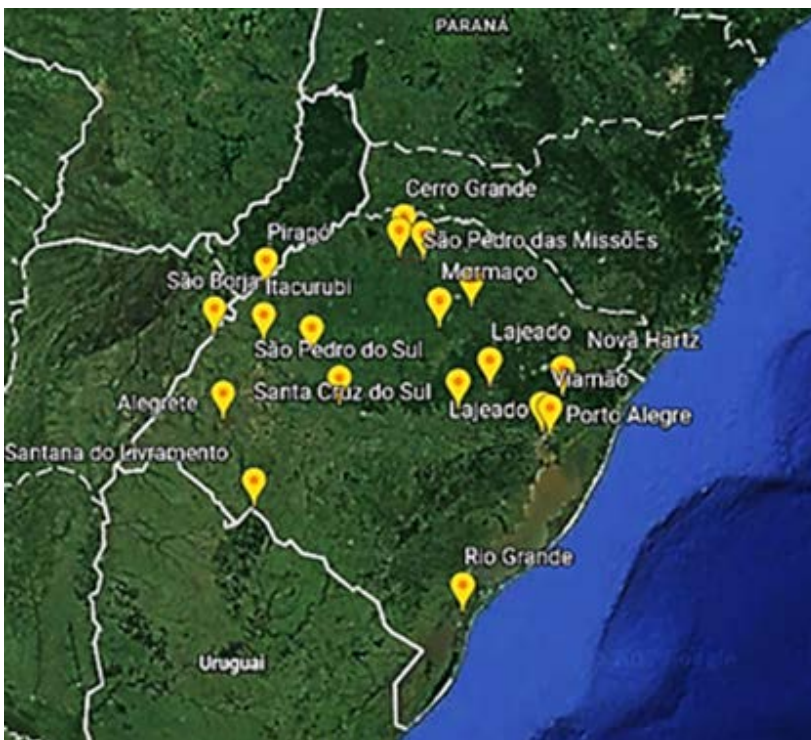 PARANÁ
Cerro Grande
Pirapó
São Pedro das MissõEs
Mormaço
São Borja
Itacurubi
Lajeado
Nova Hartz
São Pedro do Sul
Viamão
Santa Cruz do Sul
Alegrete
Lajeado
Porto Alegre
Santana do Livramento
Rio Grande
Uruguai